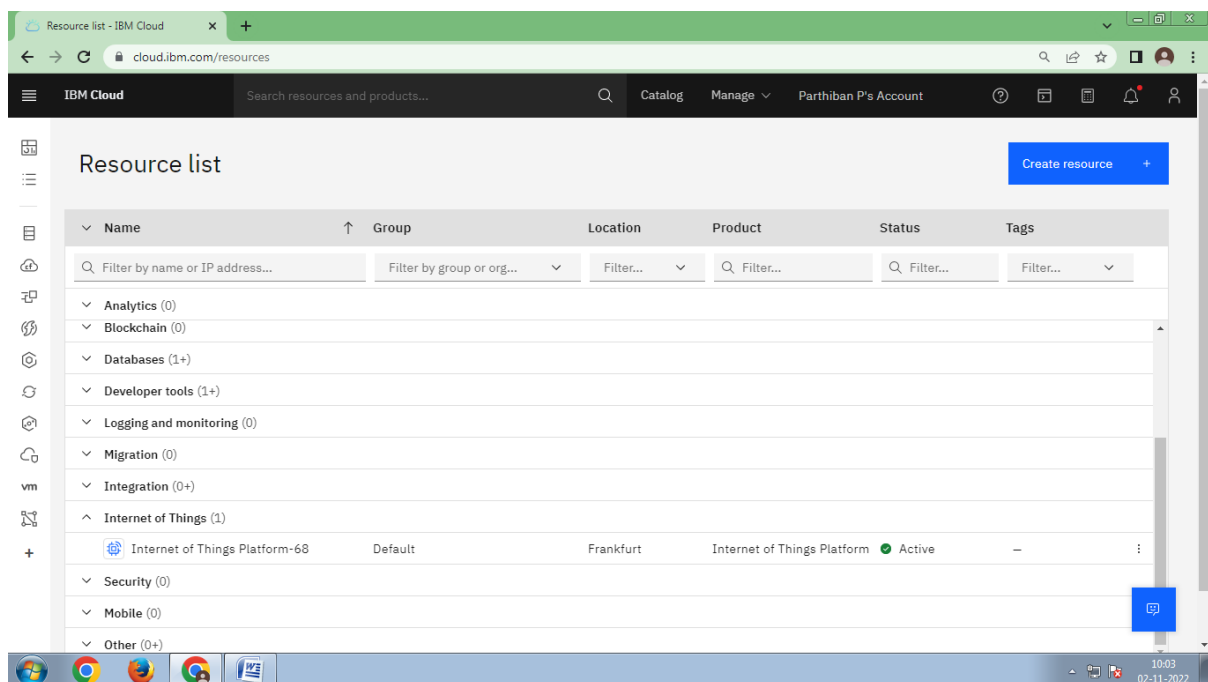 Resource list - IBM Cloud
cloud.ibm.com/resources
IBM Cloud Search resources and products... Catalog Manage Parthiban P's Account
Resource list
Create resource +
Name Group Location Product Status Tags
Filter by name or IP address... Filter by group or org... Filter... Filter... Filter... Filter...
Analytics (0)
Blockchain (0)
Databases (1+)
Developer tools (1+)
Logging and monitoring (0)
Migration (0)
vm
Integration (0+)
Internet of Things (1)
Internet of Things Platform-68 Default Frankfurt Internet of Things Platform Active –
Security (0)
Mobile (0)
Other (0+)
10:03
02-11-2022